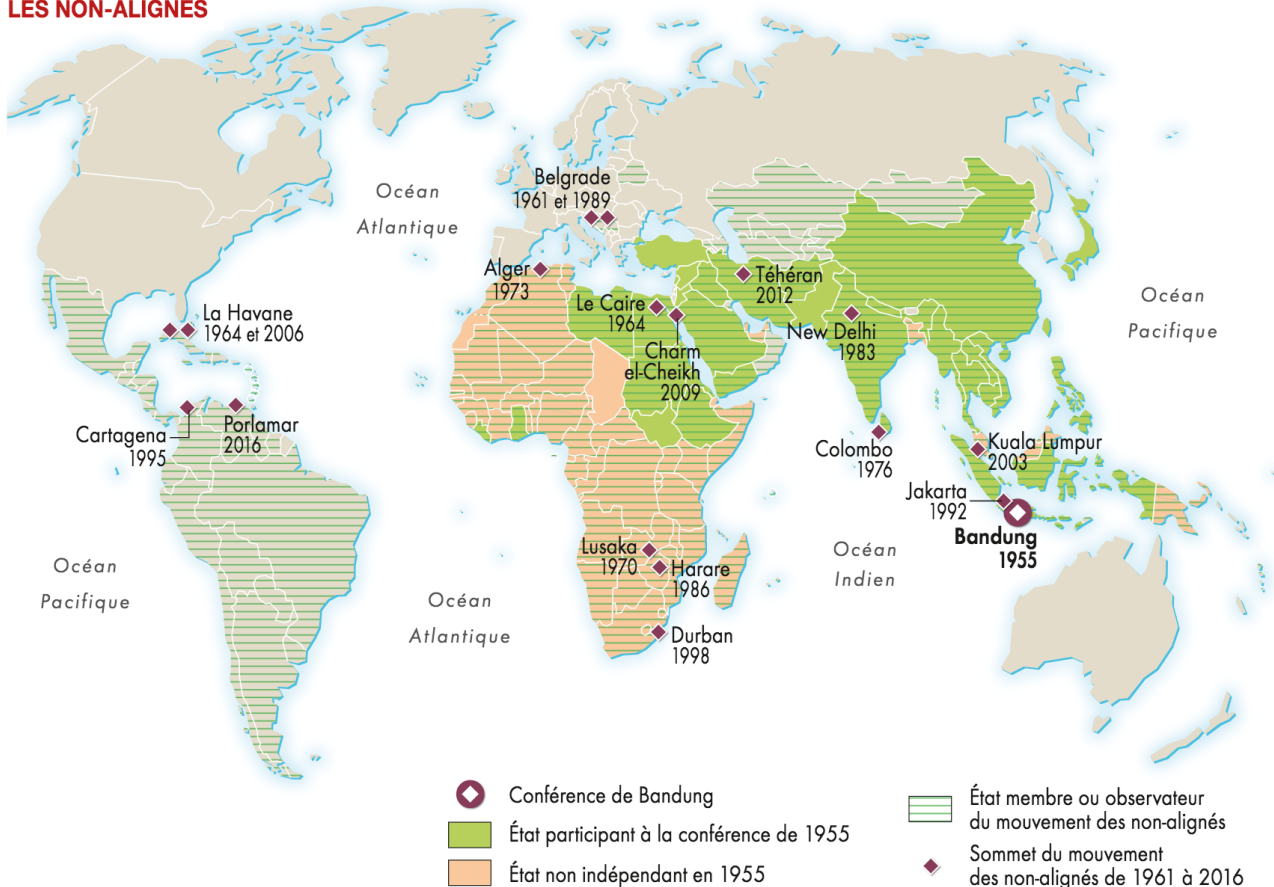 LES NON-ALIGNÉS
Océan
Atlantique
Belgrade
1961 et 1989
Alger
1973
Le Caire
1964
Téhéran
2012
New Delhi
1983
Océan
Pacifique
La Havane
1964 et 2006
Charm
el-Cheikh
2009
Cartagena
1995
Porlamar
2016
Colombo
1976
Kuala Lumpur
2003
Jakarta
1992
Bandung
1955
Lusaka
1970
Harare
1986
Océan
Indien
Océan
Pacifique
Océan
Atlantique
Durban
1998
Conférence de Bandung
État participant à la conférence de 1955
État non indépendant en 1955
État membre ou observateur
du mouvement des non-alignés
Sommet du mouvement
des non-alignés de 1961 à 2016